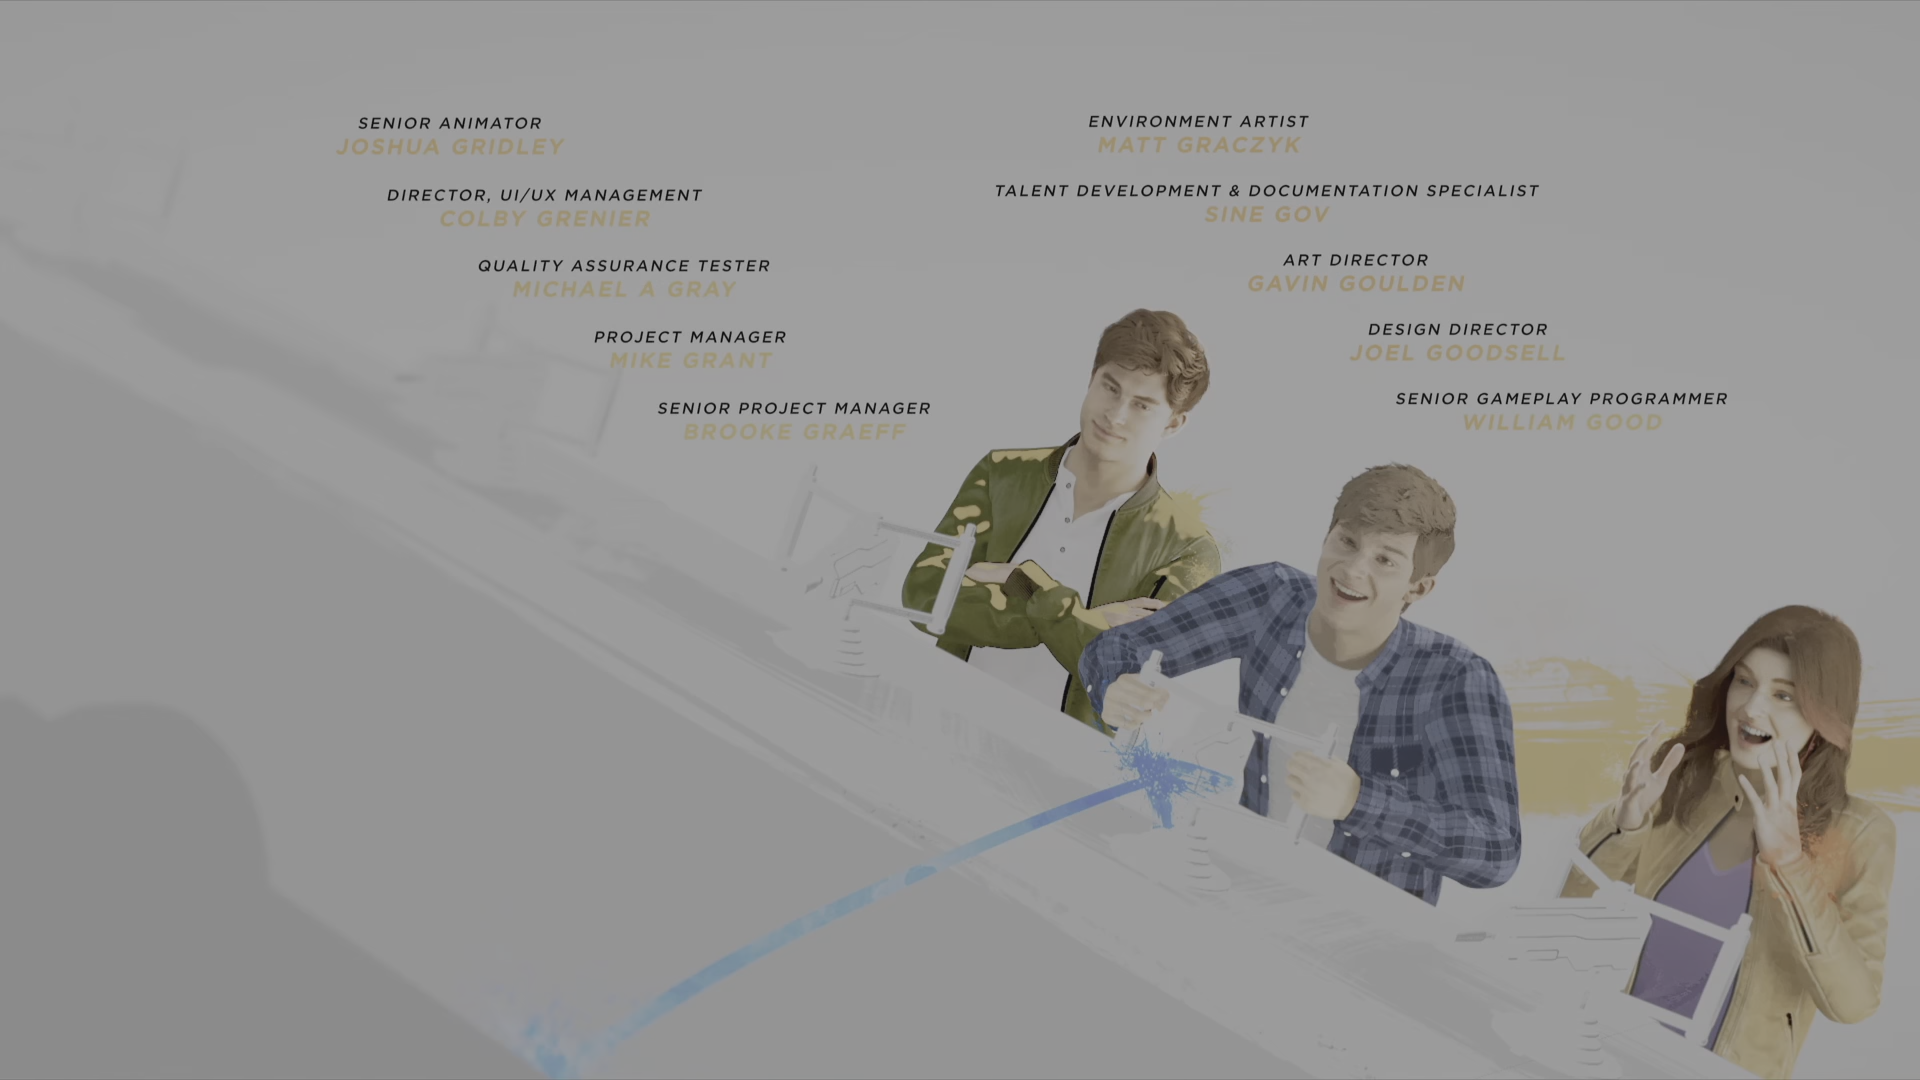 SENIOR ANIMATOR
JOSHUA GRIDLEY
DIRECTOR, UI/UX MANAGEMENT
COLBY GRENIER
QUALITY ASSURANCE TESTER
MICHAEL A GRAY
PROJECT MANAGER
MIKE GRANT
SENIOR PROJECT MANAGER
BROOKE GRAEFF
ENVIRONMENT ARTIST
MATT GRACZYK
TALENT DEVELOPMENT & DOCUMENTATION SPECIALIST
SINE GOV
ART DIRECTOR
GAVIN GOULDEN
DESIGN DIRECTOR
JOEL GOODSELL
SENIOR GAMEPLAY PROGRAMMER
WILLIAM GOOD